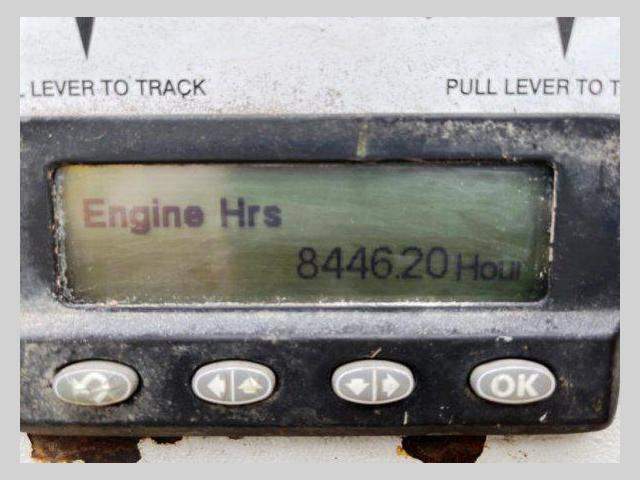 LEVER TO TRACK
PULL LEVER TO T
Engine Hrs
8446.20 Hour
OK